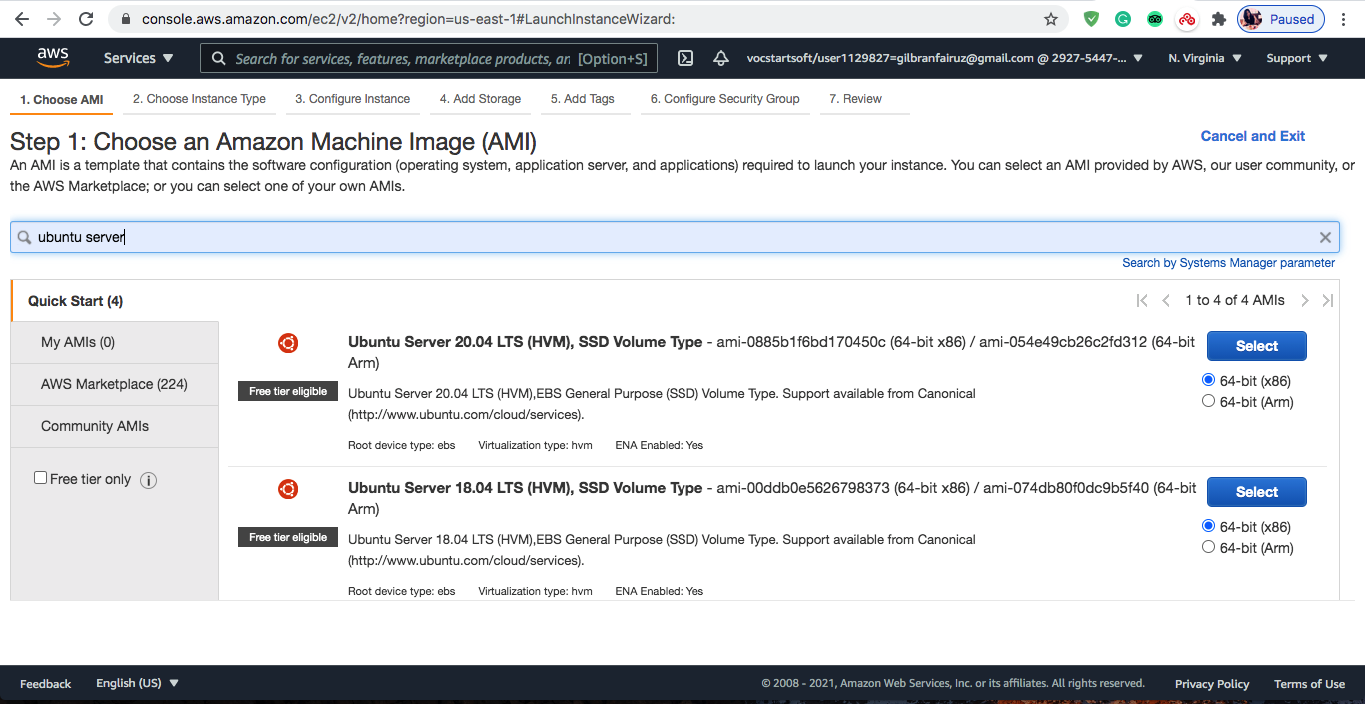 console.aws.amazon.com/ec2/v2/home?region=us-east-1#LaunchInstanceWizard:
Paused
aws
Services
Search for services, features, marketplace products, an
[Option+S]
vocstartsoft/user1129827=gilbranfairuz@gmail.com @ 2927-5447-...
N. Virginia
Support
1. Choose AMI
2. Choose Instance Type
3. Configure Instance
4. Add Storage
5. Add Tags
6. Configure Security Group
7. Review
Step 1: Choose an Amazon Machine Image (AMI)
Cancel and Exit
An AMI is a template that contains the software configuration (operating system, application server, and applications) required to launch your instance. You can select an AMI provided by AWS, our user community, or
the AWS Marketplace; or you can select one of your own AMIs.
ubuntu server
Search by Systems Manager parameter
Quick Start (4)
My AMIs (0)
AWS Marketplace (224)
Community AMIs
Free tier only
i
1 to 4 of 4 AMIs
Ubuntu Server 20.04 LTS (HVM), SSD Volume Type - ami-0885b1f6bd170450c (64-bit x86) / ami-054e49cb26c2fd312 (64-bit
Arm)
Free tier eligible
Ubuntu Server 20.04 LTS (HVM),EBS General Purpose (SSD) Volume Type. Support available from Canonical
(http://www.ubuntu.com/cloud/services).
Root device type: ebs
Virtualization type: hvm
ENA Enabled: Yes
Select
64-bit (x86)
64-bit (Arm)
Ubuntu Server 18.04 LTS (HVM), SSD Volume Type - ami-00ddb0e5626798373 (64-bit x86) / ami-074db80f0dc9b5f40 (64-bit
Arm)
Free tier eligible
Ubuntu Server 18.04 LTS (HVM),EBS General Purpose (SSD) Volume Type. Support available from Canonical
(http://www.ubuntu.com/cloud/services).
Root device type: ebs
Virtualization type: hvm
ENA Enabled: Yes
Select
64-bit (x86)
64-bit (Arm)
Feedback
English (US)
© 2008 - 2021, Amazon Web Services, Inc. or its affiliates. All rights reserved.
Privacy Policy
Terms of Use